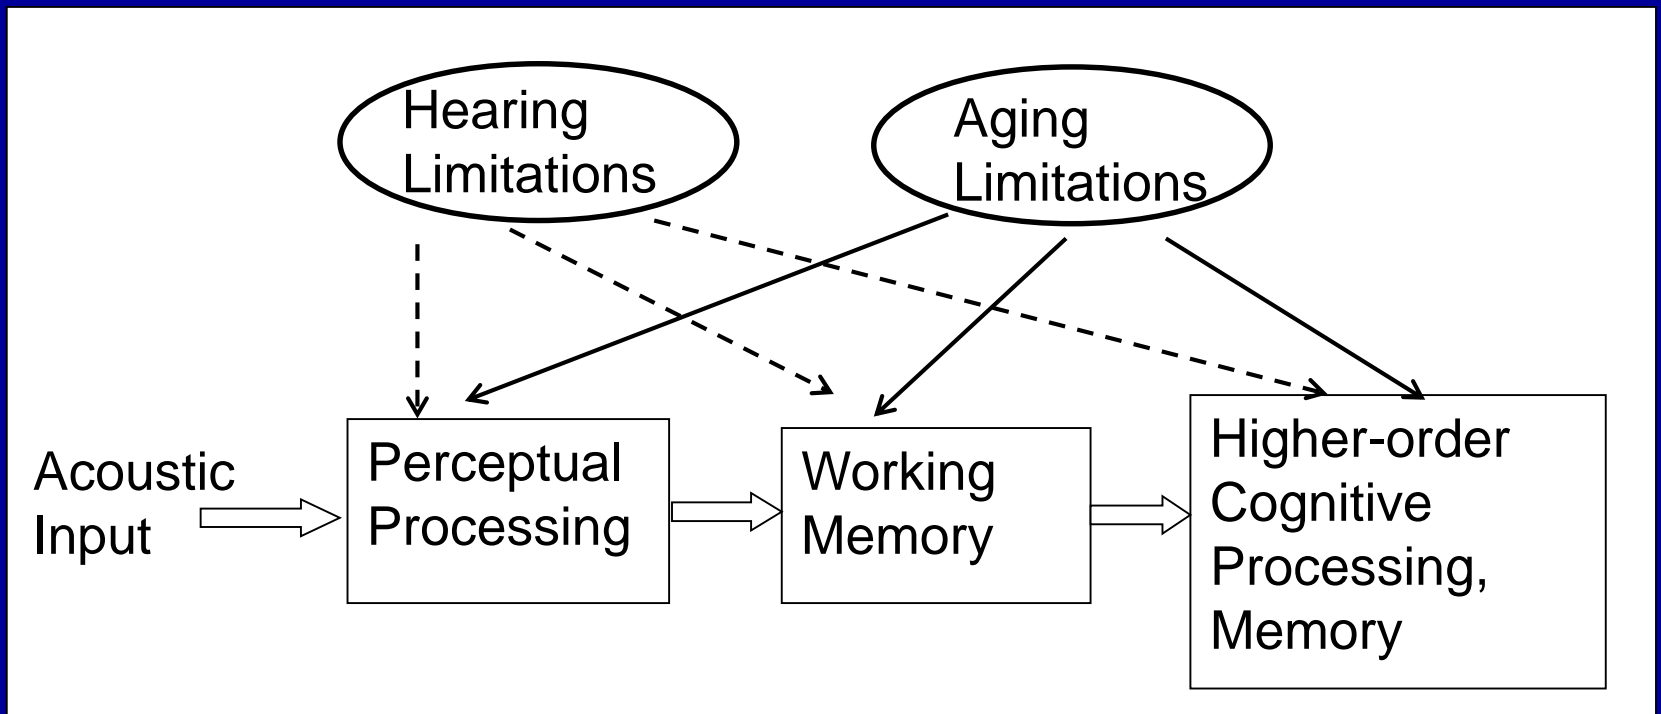 Hearing
Limitations
Aging
Limitations
Acoustic
Input
Perceptual
Processing
Working
Memory
Higher-order
Cognitive
Processing,
Memory